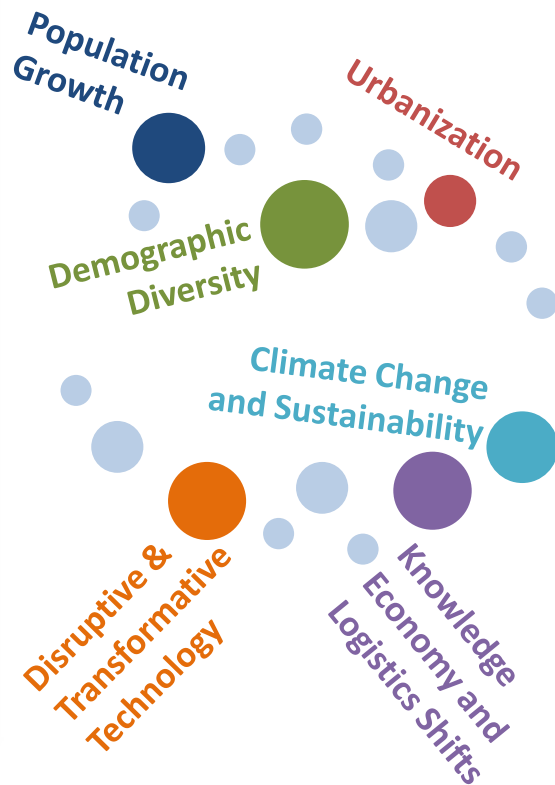 Population
Growth
Urbanization
Demographic
Diversity
Climate Change
and Sustainability
Disruptive &
Transformative
Technology
Knowledge
Economy and
Logistics Shifts